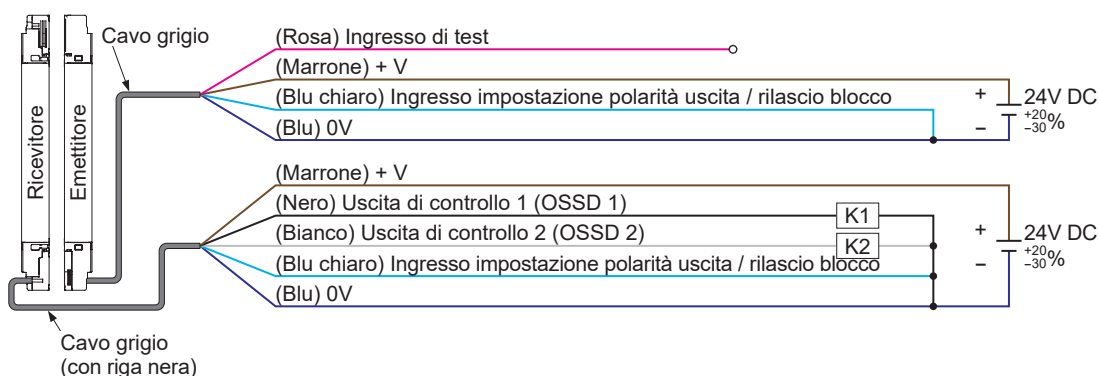 Ricevitore
Emettitore
Cavo grigio
(Rosa) Ingresso di test
(Marrone) + V
(Blu chiaro) Ingresso impostazione polarità uscita / rilascio blocco
(Blu) 0V
+
−
24V DC
+20
−30 %
(Marrone) + V
(Nero) Uscita di controllo 1 (OSSD 1)
K1
(Bianco) Uscita di controllo 2 (OSSD 2)
K2
(Blu chiaro) Ingresso impostazione polarità uscita / rilascio blocco
(Blu) 0V
+
−
24V DC
+20
−30 %
Cavo grigio
(con riga nera)